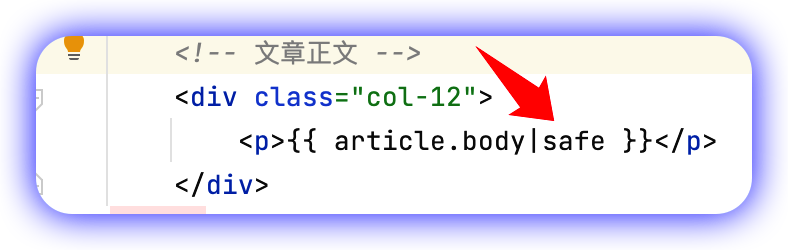 <!-- 文章正文 -->
<div class="col-12">
<p>{{ article.body|safe }}</p>
</div>